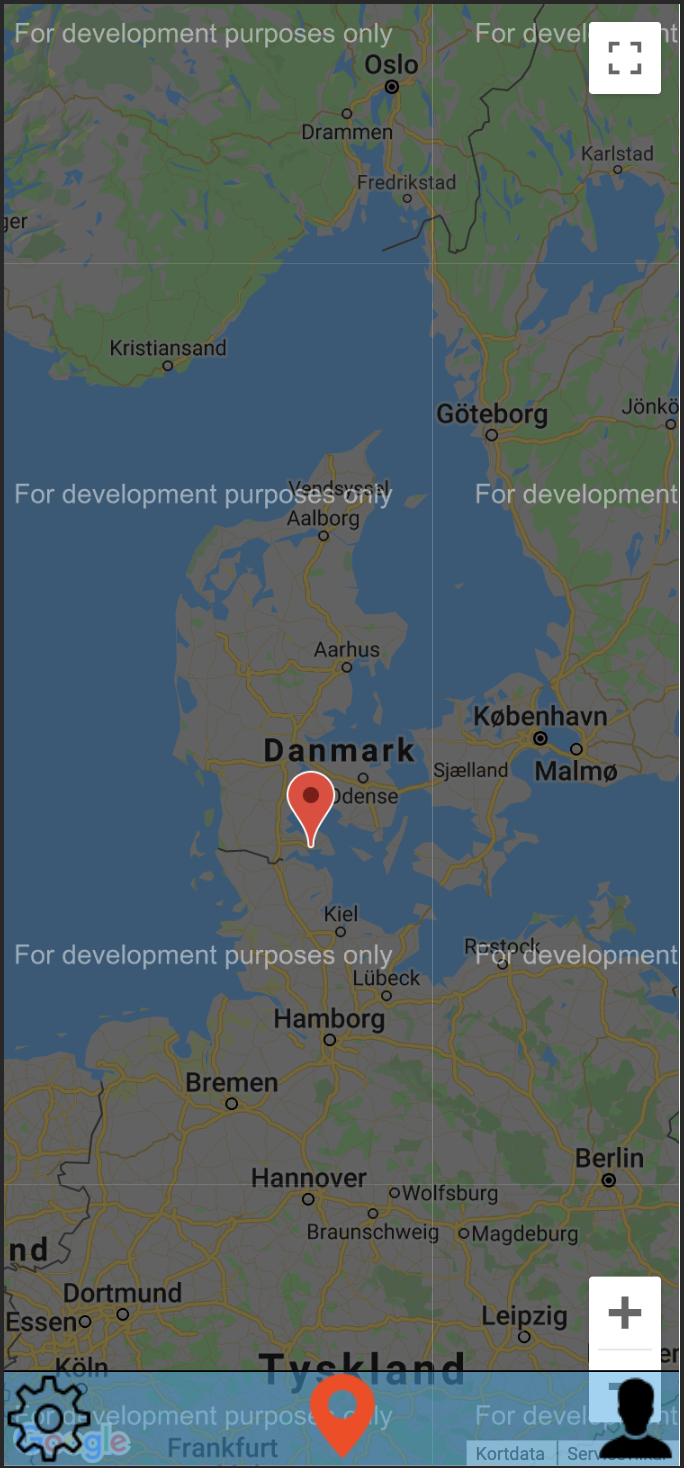 For development purposes only
For devel
nt
Oslo
Drammen
Karlstad
Fredrikstad
ger
Kristiansand
Göteborg
Jönkö
For development purposes only
For development
Vendsyssel
Aalborg
Aarhus
København
Danmark
Sjælland
Malmø
Odense
Kiel
For development purposes only
For development
Rostock
Lübeck
Hamborg
Bremen
Berlin
Hannover
Wolfsburg
Braunschweig
Magdeburg
nd
Dortmund
Essen
Leipzig
Köln
Tyskland
For development purposes only
For de
Google
Frankfurt
Kortdata